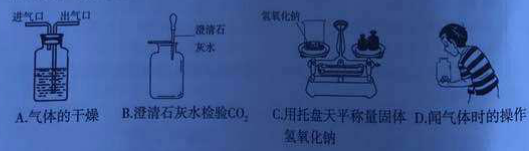 进气口 出气口
澄清石
灰水
氢氧化钠
A.气体的干燥
B.澄清石灰水检验CO₂
C.用托盘天平称量固体
氢氧化钠
D.闻气体时的操作